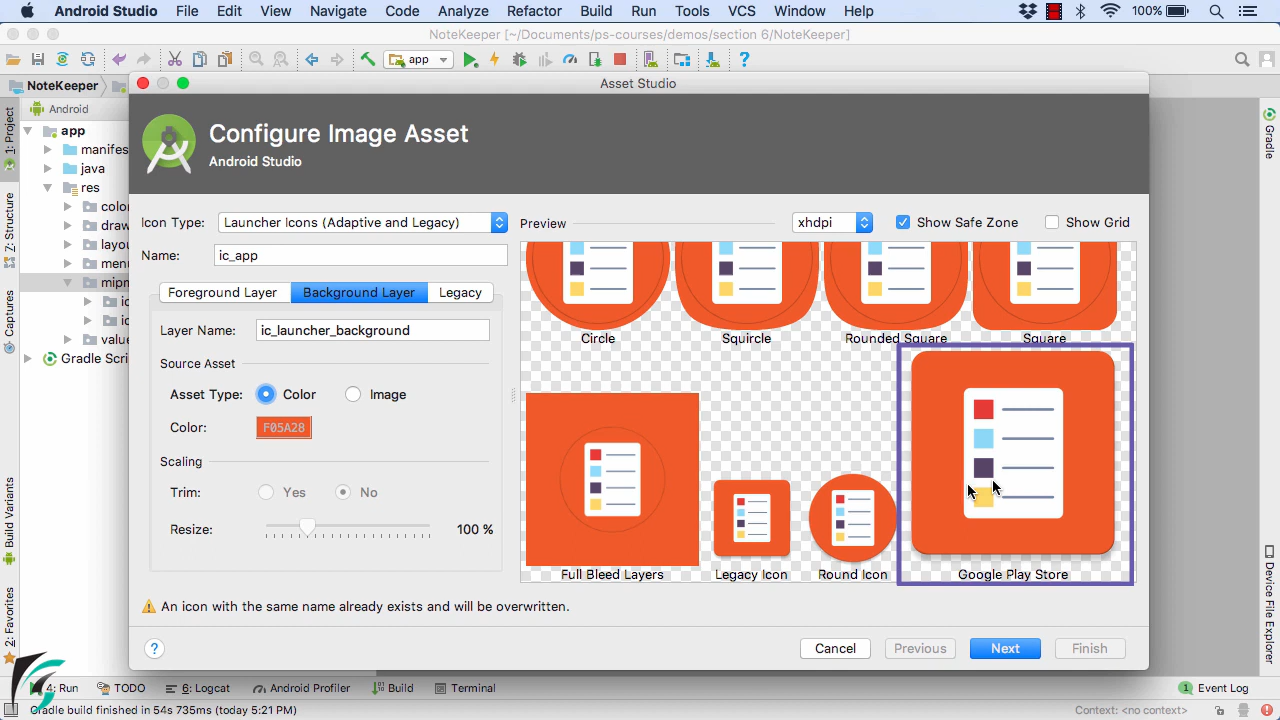 Android Studio File Edit View Navigate Code Analyze Refactor Build Run Tools VCS Window Help 100%
NoteKeeper [~/Documents/ps-courses/demos/section 6/NoteKeeper]
app
NoteKeeper
Asset Studio
Android
Configure Image Asset
Android Studio
1: Project
Z: Structure
Captures
Build Variants
2: Favorites
app
manifes
java
res
colo
draw
layou
menu
mipm
ic
ic
value
Gradle Scri
Icon Type: Launcher Icons (Adaptive and Legacy)
Name: ic_app
Foreground Layer Background Layer Legacy
Layer Name: ic_launcher_background
Source Asset
Asset Type: Color Image
Color: F05A28
Scaling
Trim: Yes No
Resize: 100 %
Preview xhdpi Show Safe Zone Show Grid
Circle Squircle Rounded Square Square
Full Bleed Layers Legacy Icon Round Icon Google Play Store
An icon with the same name already exists and will be overwritten.
? Cancel Previous Next Finish
Gradle
Device File Explorer
4: Run TODO 6: Logcat Android Profiler Build Terminal 1 Event Log
Gradle build finished in 54s 735ms (today 5:21 PM) Context: <no context>